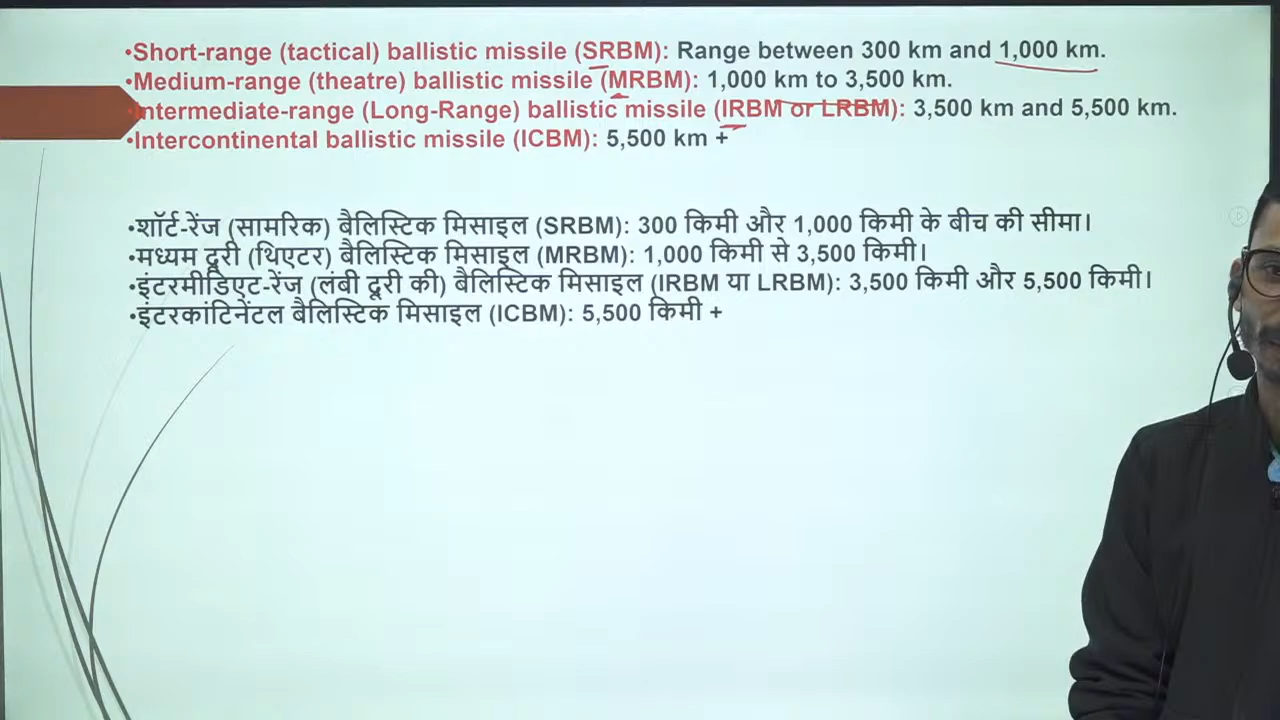 •Short-range (tactical) ballistic missile (SRBM): Range between 300 km and 1,000 km.
•Medium-range (theatre) ballistic missile (MRBM): 1,000 km to 3,500 km.
•Intermediate-range (Long-Range) ballistic missile (IRBM or LRBM): 3,500 km and 5,500 km.
•Intercontinental ballistic missile (ICBM): 5,500 km +
•शॉर्ट-रेंज (सामरिक) बैलिस्टिक मिसाइल (SRBM): 300 किमी और 1,000 किमी के बीच की सीमा।
•मध्यम दूरी (थिएटर) बैलिस्टिक मिसाइल (MRBM): 1,000 किमी से 3,500 किमी।
•इंटरमीडिएट-रेंज (लंबी दूरी की) बैलिस्टिक मिसाइल (IRBM या LRBM): 3,500 किमी और 5,500 किमी।
•इंटरकांटिनेंटल बैलिस्टिक मिसाइल (ICBM): 5,500 किमी +